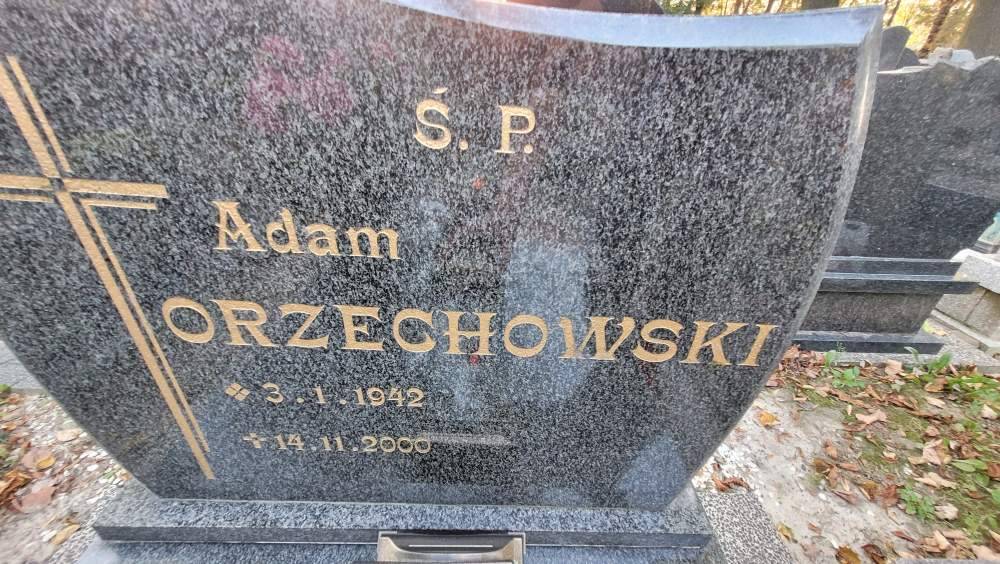 Ś. P.
Adam
ORZECHOWSKI
3.1.1942
14.11.2000